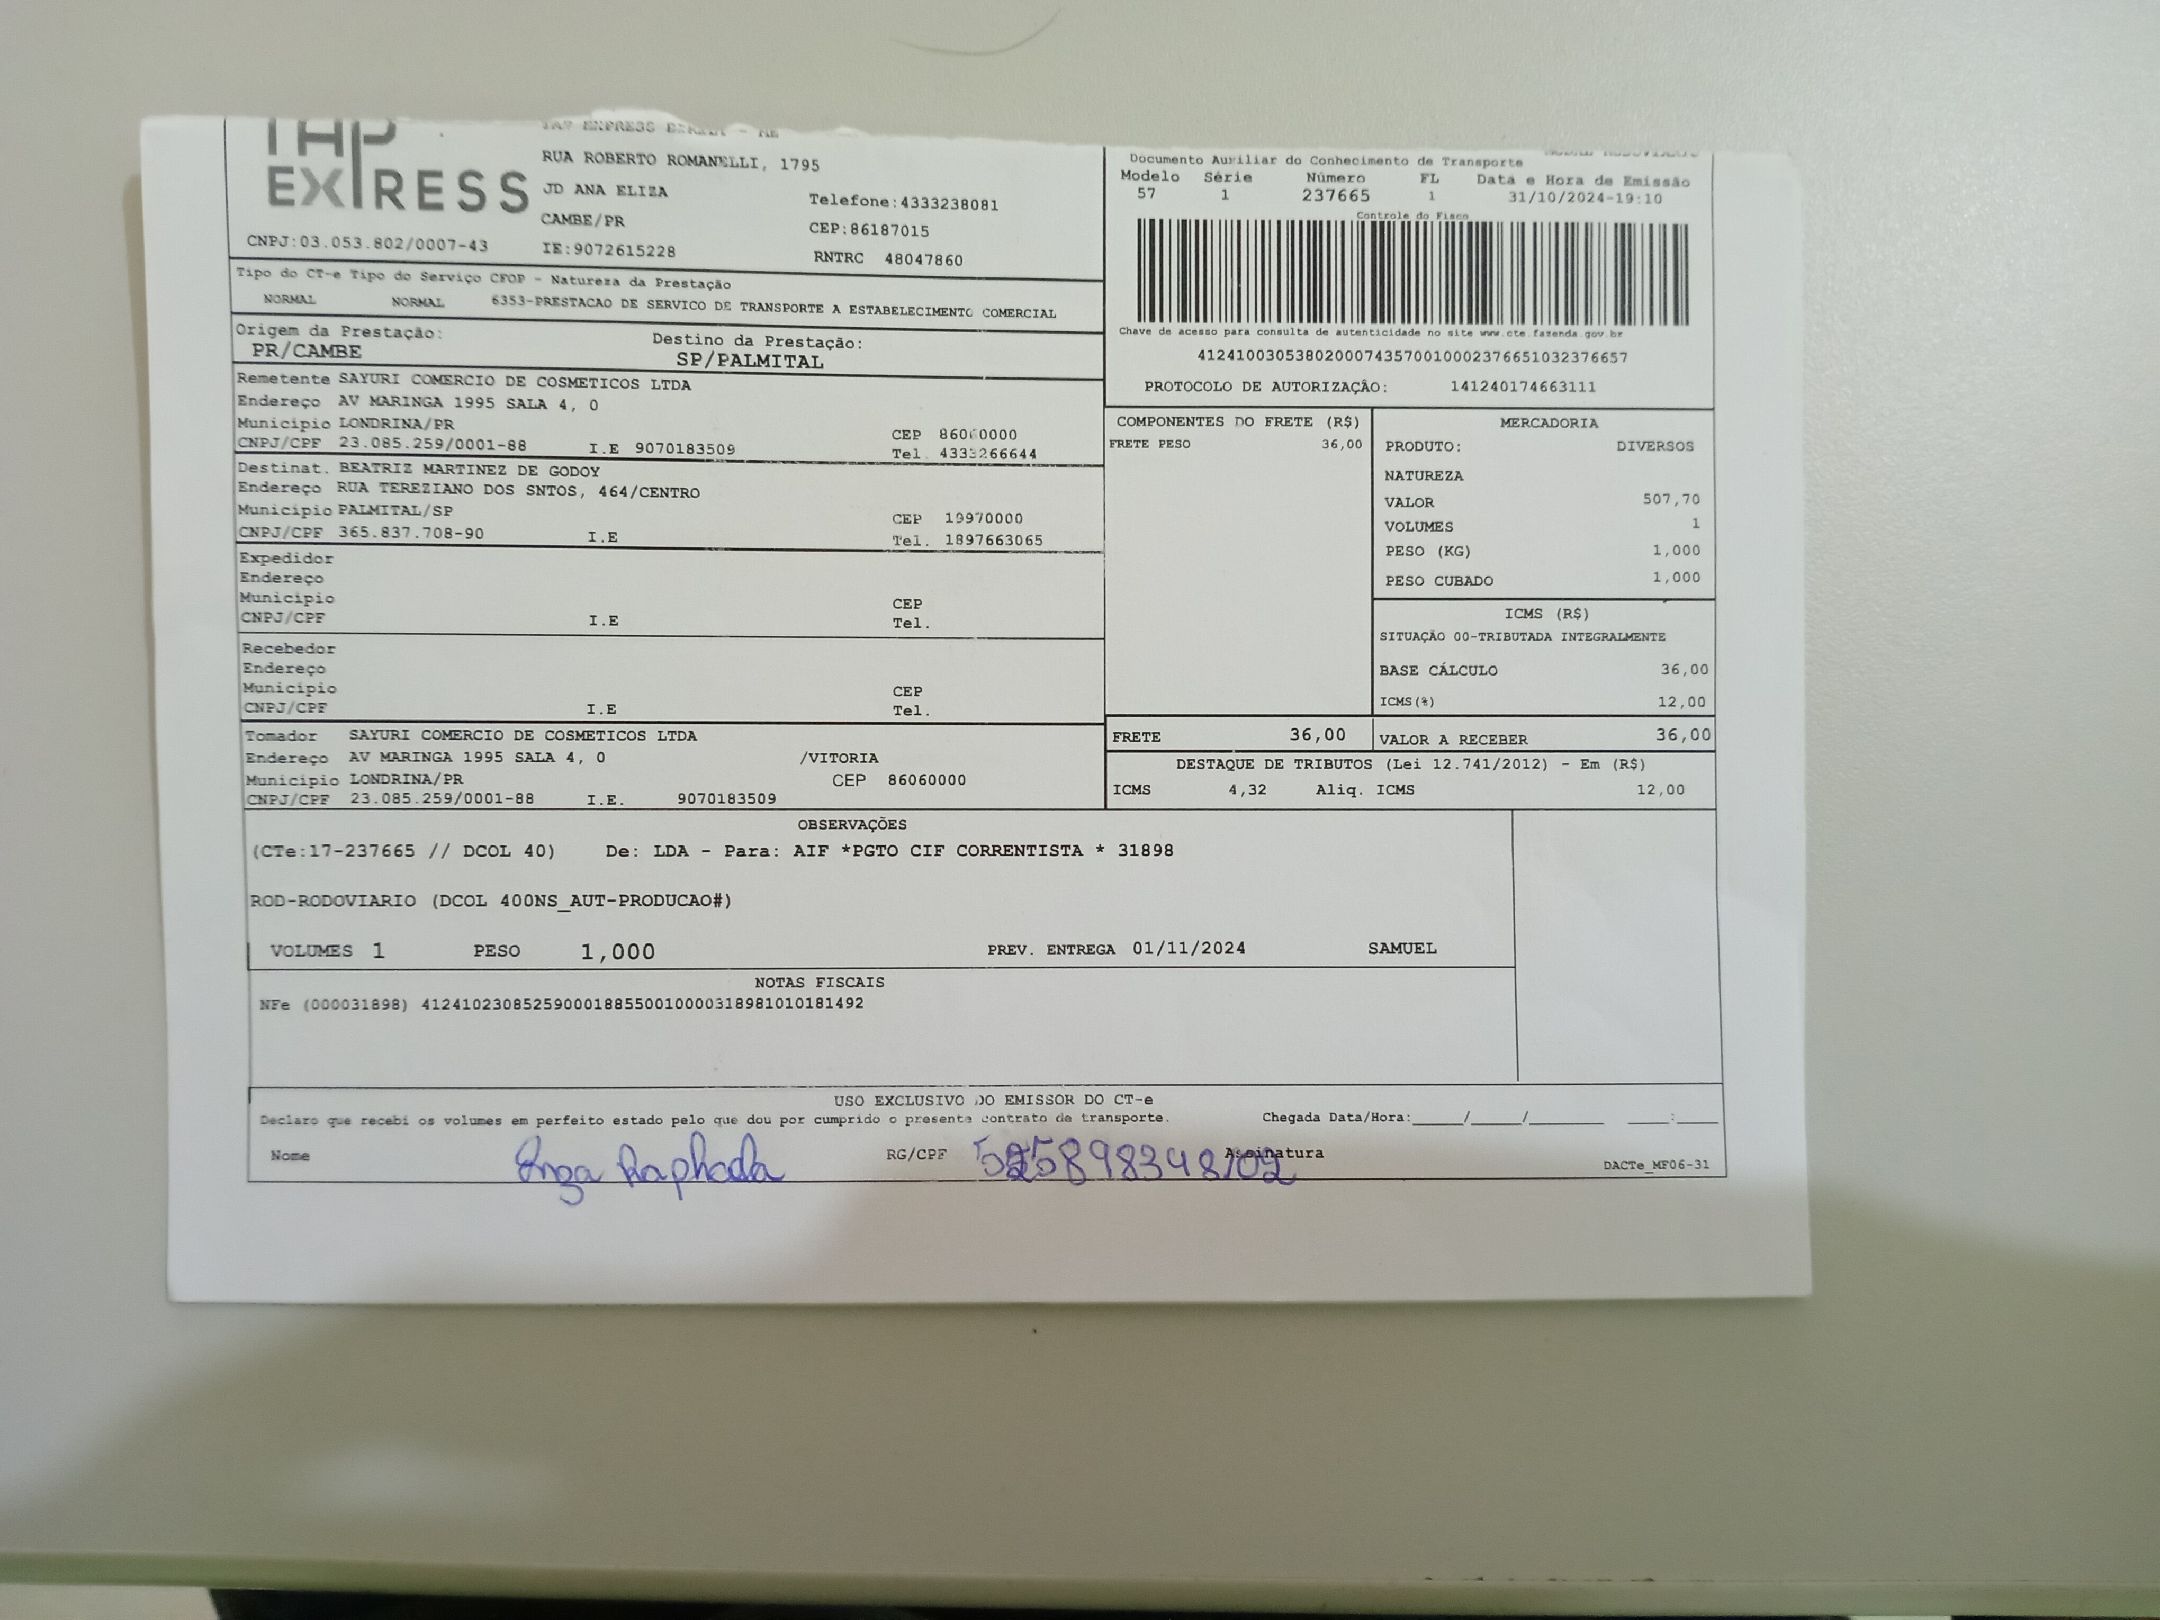 TAP
EXPRESS
RUA ROBERTO ROMANELLI, 1795
JD ANA ELIZA
Telefone:4333238081
CAMBE/PR
CEP:86187015
CNPJ:03.053.802/0007-43
IE:9072615228
RNTRC 48047860
Documento Auxiliar do Conhecimento de Transporte
Modelo Série Número FL Data e Hora de Emissão
57 1 237665 1 31/10/2024-19:10
Controle do Fisco
Chave de acesso para consulta de autenticidade no site www.cte.fazenda.gov.br
41241003053802000743570010002376651032376657
PROTOCOLO DE AUTORIZAÇÃO: 141240174663111
Tipo do CT-e Tipo do Serviço CFOP - Natureza da Prestação
NORMAL NORMAL 6353-PRESTACAO DE SERVICO DE TRANSPORTE A ESTABELECIMENTO COMERCIAL
Origem da Prestação: Destino da Prestação:
PR/CAMBE SP/PALMITAL
Remetente SAYURI COMERCIO DE COSMETICOS LTDA
Endereço AV MARINGA 1995 SALA 4, 0
Municipio LONDRINA/PR CEP 86060000
CNPJ/CPF 23.085.259/0001-88 I.E 9070183509 Tel. 4333266644
Destinat. BEATRIZ MARTINEZ DE GODOY
Endereço RUA TEREZIANO DOS SNTOS, 464/CENTRO
Municipio PALMITAL/SP CEP 19970000
CNPJ/CPF 365.837.708-90 I.E Tel. 1897663065
Expedidor
Endereço
Municipio CEP
CNPJ/CPF I.E Tel.
Recebedor
Endereço
Municipio CEP
CNPJ/CPF I.E Tel.
Tomador SAYURI COMERCIO DE COSMETICOS LTDA
Endereço AV MARINGA 1995 SALA 4, 0 /VITORIA
Municipio LONDRINA/PR CEP 86060000
CNPJ/CPF 23.085.259/0001-88 I.E. 9070183509
COMPONENTES DO FRETE (R$)
FRETE PESO 36,00
MERCADORIA
PRODUTO: DIVERSOS
NATUREZA
VALOR 507,70
VOLUMES 1
PESO (KG) 1,000
PESO CUBADO 1,000
ICMS (R$)
SITUAÇÃO 00-TRIBUTADA INTEGRALMENTE
BASE CÁLCULO 36,00
ICMS(%) 12,00
FRETE 36,00 VALOR A RECEBER 36,00
DESTAQUE DE TRIBUTOS (Lei 12.741/2012) - Em (R$)
ICMS 4,32 Aliq. ICMS 12,00
OBSERVAÇÕES
(CTe:17-237665 // DCOL 40) De: LDA - Para: AIF *PGTO CIF CORRENTISTA * 31898
ROD-RODOVIARIO (DCOL 400NS_AUT-PRODUCAO#)
VOLUMES 1 PESO 1,000 PREV. ENTREGA 01/11/2024 SAMUEL
NOTAS FISCAIS
NFe (000031898) 41241023085259000188550010000318981010181492
USO EXCLUSIVO DO EMISSOR DO CT-e
Declaro que recebi os volumes em perfeito estado pelo que dou por cumprido o presente contrato de transporte. Chegada Data/Hora:____/____/______ ___:___
Nome RG/CPF Assinatura
DACTe_MF06-31